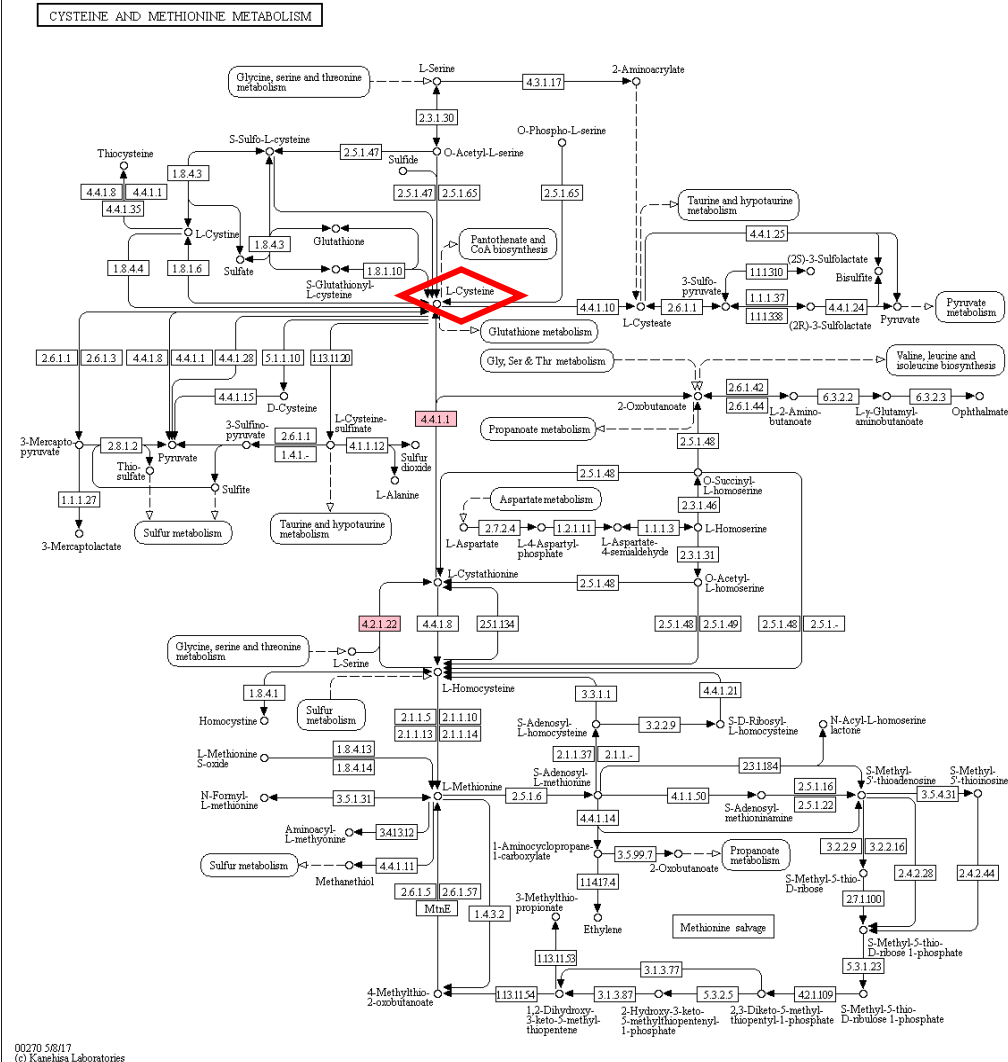 CYSTEINE AND METHIONINE METABOLISM
L-Serine
2-Aminoacrylate
Glycine, serine and threonine
metabolism
4.3.1.17
2.3.1.30
O-Phospho-L-serine
S-Sulfo-L-cysteine
2.5.1.47
O-Acetyl-L-serine
Thiocysteine
Sulfide
1.8.4.3
4.4.1.8
4.4.1.1
4.4.1.35
2.5.1.47
2.5.1.65
2.5.1.65
Taurine and hypotaurine
metabolism
L-Cystine
Glutathione
4.4.1.25
1.8.4.3
Pantothenate and
CoA biosynthesis
Sulfate
1.8.4.4
1.8.1.6
1.8.1.10
S-Glutathionyl-
L-cysteine
(2S)-3-Sulfolactate
1.1.1.310
Bisulfite
3-Sulfo-
pyruvate
L-Cysteine
4.4.1.10
L-Cysteate
2.6.1.1
1.1.1.37
1.1.1.338
4.4.1.24
(2R)-3-Sulfolactate
Pyruvate
Pyruvate
metabolism
Glutathione metabolism
2.6.1.1
2.6.1.3
4.4.1.8
4.4.1.1
4.4.1.28
5.1.1.10
1.13.11.20
Gly, Ser & Thr metabolism
Valine, leucine and
isoleucine biosynthesis
4.4.1.15
D-Cysteine
2-Oxobutanoate
2.6.1.42
2.6.1.44
L-2-Amino-
butanoate
6.3.2.2
L-γ-Glutamyl-
aminobutanoate
6.3.2.3
Ophthalmate
4.4.1.1
Propanoate metabolism
3-Mercapto-
pyruvate
2.8.1.2
Pyruvate
3-Sulfino-
pyruvate
2.6.1.1
1.4.1.-
L-Cysteine-
sulfinate
4.1.1.12
Sulfur
dioxide
2.5.1.48
Thio-
sulfate
Sulfite
L-Alanine
2.5.1.48
O-Succinyl-
L-homoserine
1.1.1.27
Aspartate metabolism
2.3.1.46
3-Mercaptolactate
Sulfur metabolism
Taurine and hypotaurine
metabolism
L-Aspartate
2.7.2.4
L-4-Aspartyl-
phosphate
1.2.1.11
L-Aspartate-
4-semialdehyde
1.1.1.3
L-Homoserine
2.3.1.31
L-Cystathionine
2.5.1.48
O-Acetyl-
L-homoserine
4.2.1.22
4.4.1.8
2.5.1.134
2.5.1.48
2.5.1.49
2.5.1.48
2.5.1.-
Glycine, serine and threonine
metabolism
L-Serine
L-Homocysteine
1.8.4.1
Homocystine
Sulfur
metabolism
3.3.1.1
4.4.1.21
2.1.1.5
2.1.1.10
2.1.1.13
2.1.1.14
S-Adenosyl-
L-homocysteine
3.2.2.9
S-D-Ribosyl-
L-homocysteine
N-Acyl-L-homoserine
lactone
L-Methionine
S-oxide
1.8.4.13
1.8.4.14
2.1.1.37
2.1.1.-
2.3.1.184
L-Methionine
S-Adenosyl-
L-methionine
S-Methyl-
5'-thioadenosine
S-Methyl-
5'-thioinosine
N-Formyl-
L-methionine
3.5.1.31
2.5.1.6
4.1.1.50
S-Adenosyl-
methioninamine
2.5.1.16
2.5.1.22
3.5.4.31
Aminoacyl-
L-methyonine
3.4.13.12
4.4.1.14
Sulfur metabolism
4.4.1.11
Methanethiol
1-Aminocyclopropane-
1-carboxylate
3.5.99.7
2-Oxobutanoate
Propanoate
metabolism
3.2.2.9
3.2.2.16
S-Methyl-5-thio-
D-ribose
2.4.2.28
2.4.2.44
2.6.1.5
2.6.1.57
MtnE
1.4.3.2
1.14.17.4
Ethylene
3-Methylthio-
propionate
Methionine salvage
2.7.1.100
S-Methyl-5-thio-
D-ribose 1-phosphate
1.13.11.53
3.1.3.77
5.3.1.23
4-Methylthio-
2-oxobutanoate
1.13.11.54
1,2-Dihydroxy-
3-keto-5-methyl-
thiopentene
3.1.3.87
2-Hydroxy-3-keto-
5-methylthiopentenyl-
1-phosphate
5.3.2.5
2,3-Diketo-5-methyl-
thiopentyl-1-phosphate
4.2.1.109
S-Methyl-5-thio-
D-ribulose 1-phosphate
00270 5/8/17
(c) Kanehisa Laboratories